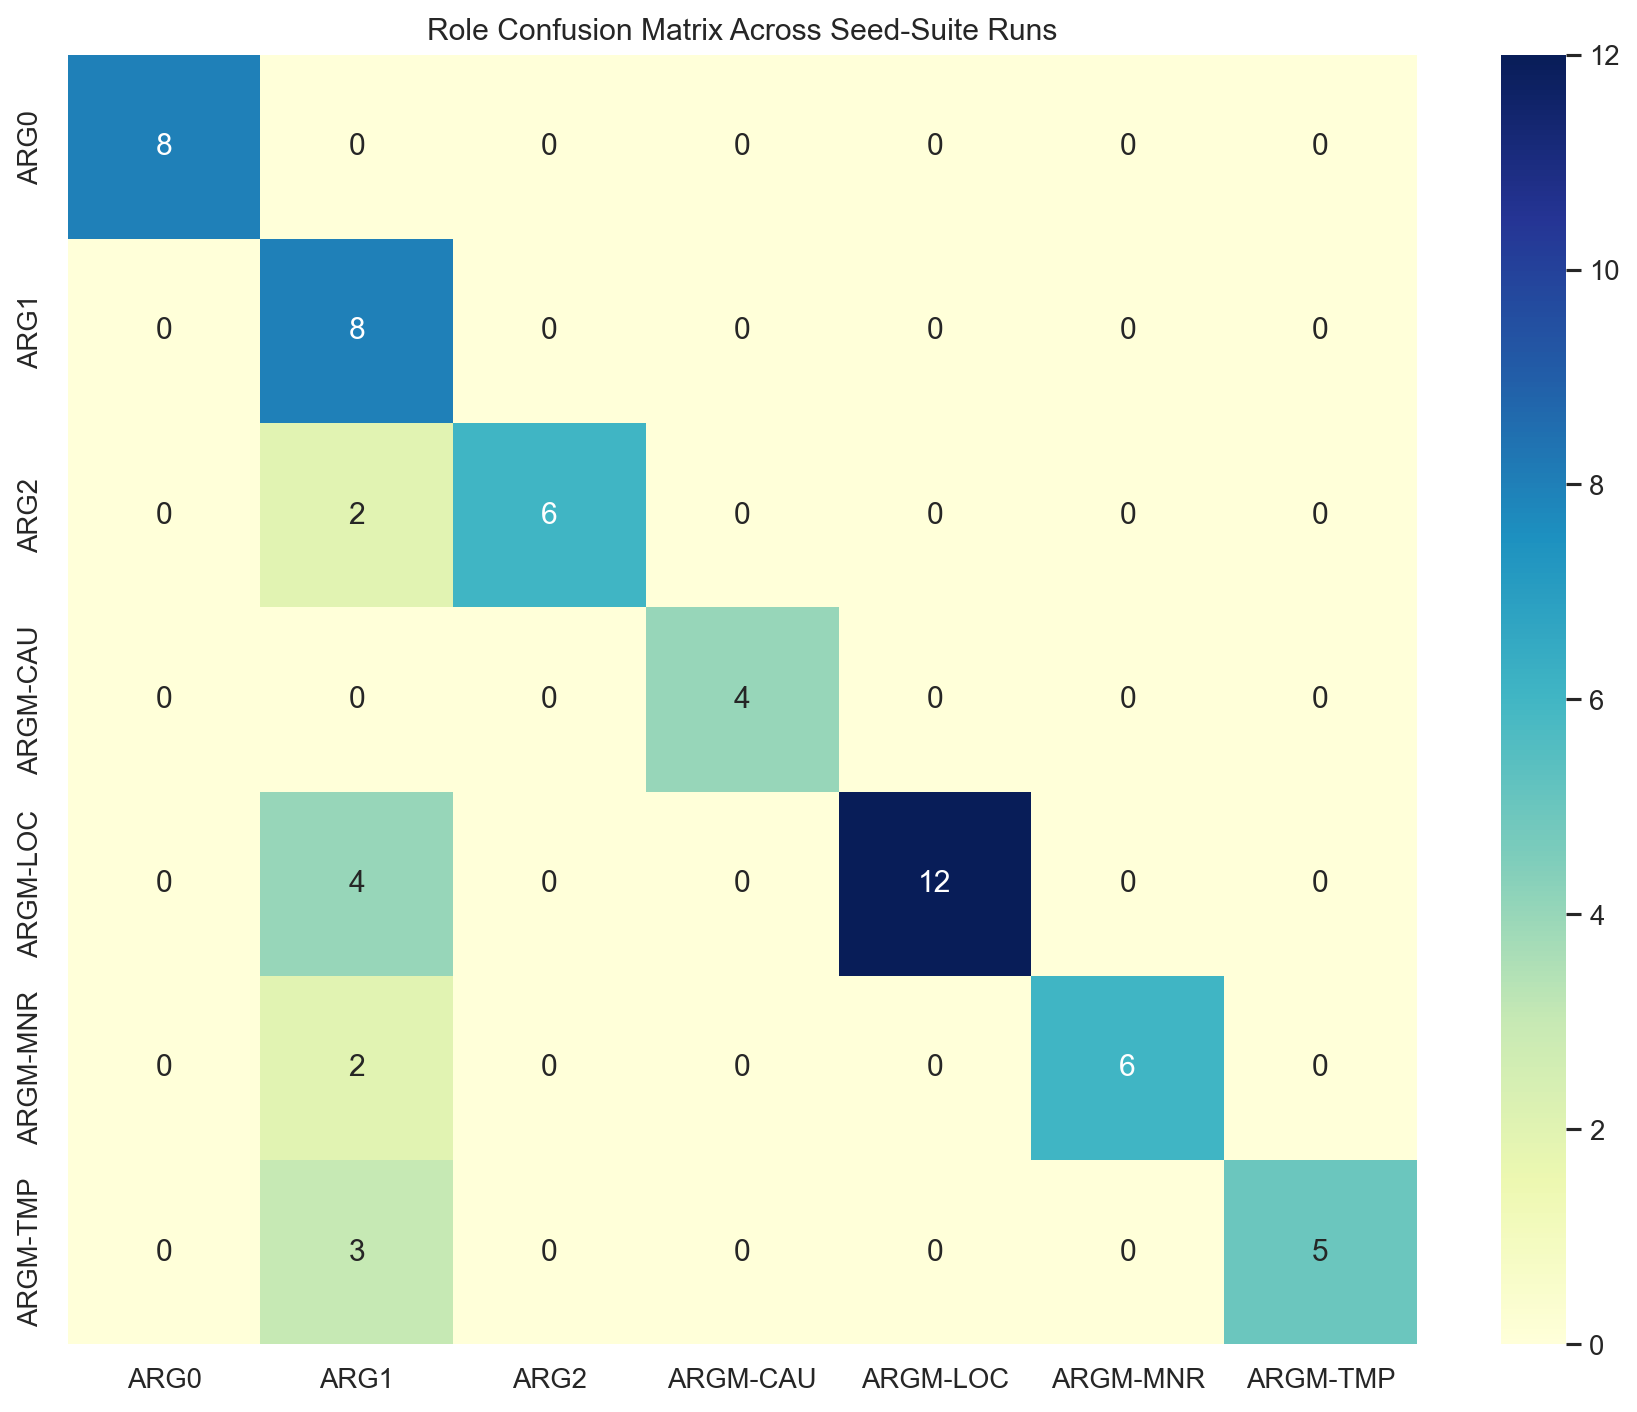 Role Confusion Matrix Across Seed-Suite Runs
ARG0 8 0 0 0 0 0 0
ARG1 0 8 0 0 0 0 0
ARG2 0 2 6 0 0 0 0
ARGM-CAU 0 0 0 4 0 0 0
ARGM-LOC 0 4 0 0 12 0 0
ARGM-MNR 0 2 0 0 0 6 0
ARGM-TMP 0 3 0 0 0 0 5
ARG0 ARG1 ARG2 ARGM-CAU ARGM-LOC ARGM-MNR ARGM-TMP
12
10
8
6
4
2
0